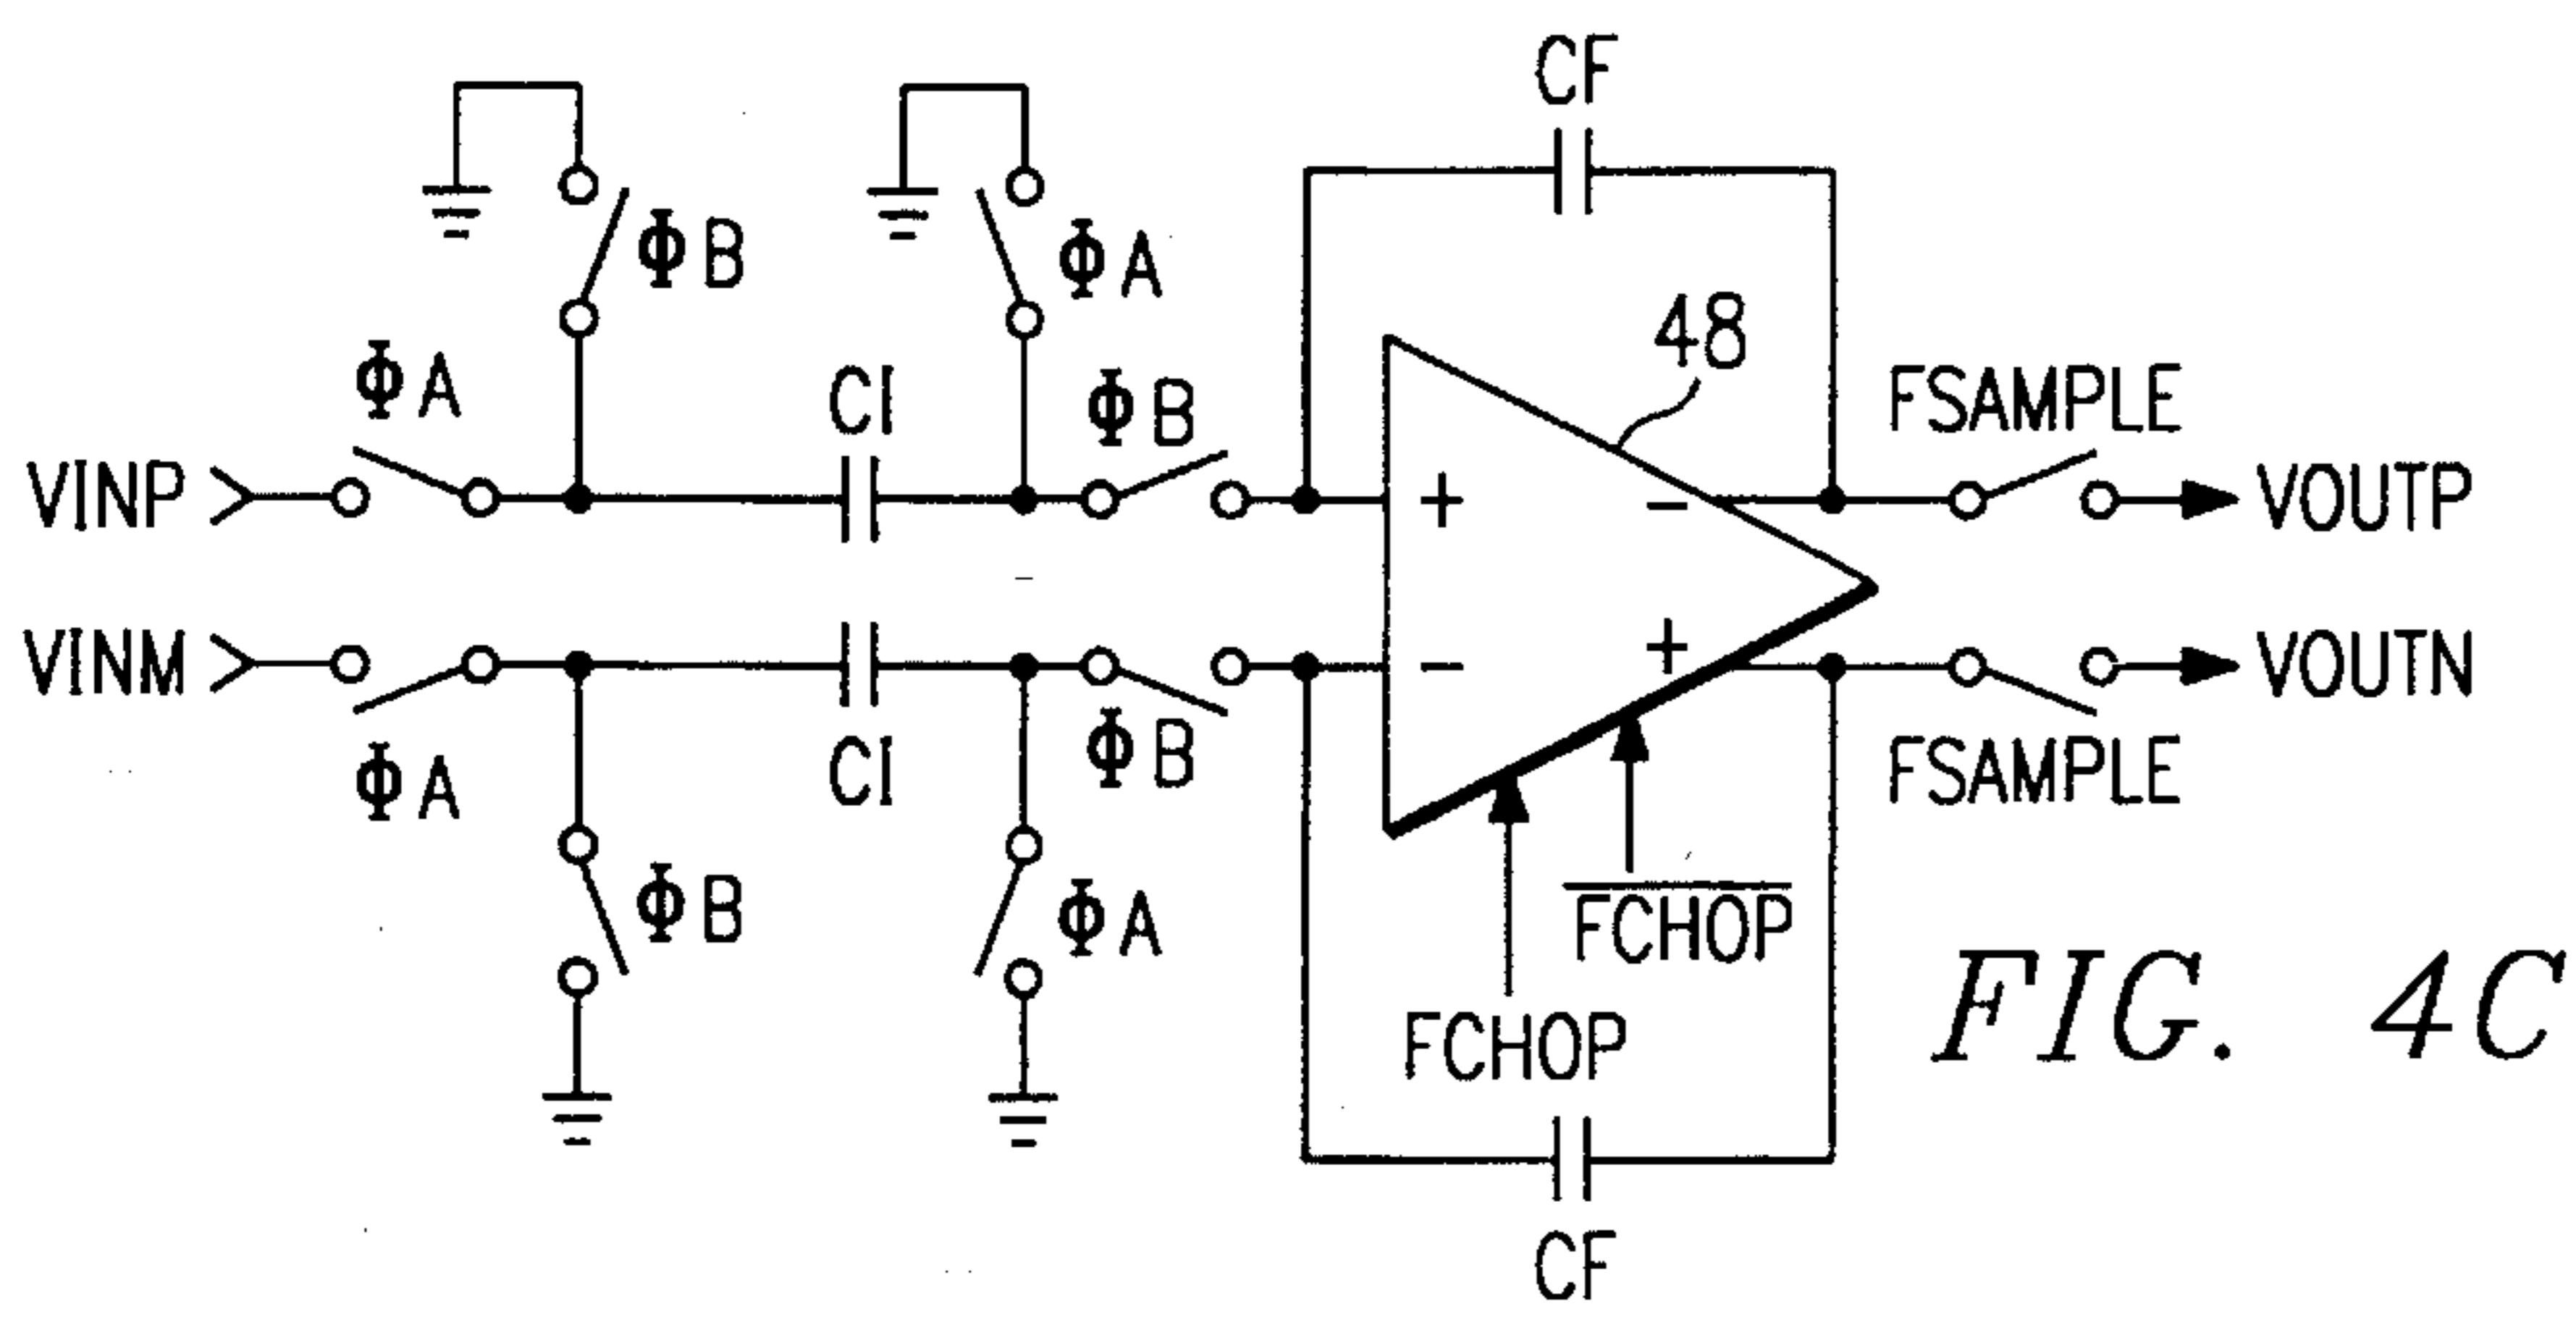 CF
ΦB
ΦA
48
ΦA
CI
ΦB
FSAMPLE
VINP
+
−
VOUTP
VINM
−
+
VOUTN
ΦA
CI
ΦB
FSAMPLE
ΦB
ΦA
F̅C̅H̅O̅P̅
FCHOP
FIG. 4C
CF